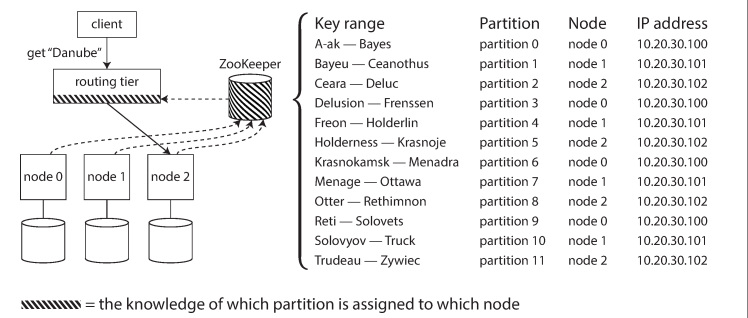 client
get “Danube”
routing tier
ZooKeeper
node 0 node 1 node 2
Key range Partition Node IP address
A-ak — Bayes partition 0 node 0 10.20.30.100
Bayeu — Ceanothus partition 1 node 1 10.20.30.101
Ceara — Deluc partition 2 node 2 10.20.30.102
Delusion — Frenssen partition 3 node 0 10.20.30.100
Freon — Holderlin partition 4 node 1 10.20.30.101
Holderness — Krasnoje partition 5 node 2 10.20.30.102
Krasnokamsk — Menadra partition 6 node 0 10.20.30.100
Menage — Ottawa partition 7 node 1 10.20.30.101
Otter — Rethimnon partition 8 node 2 10.20.30.102
Reti — Solovets partition 9 node 0 10.20.30.100
Solovyov — Truck partition 10 node 1 10.20.30.101
Trudeau — Zywiec partition 11 node 2 10.20.30.102
= the knowledge of which partition is assigned to which node